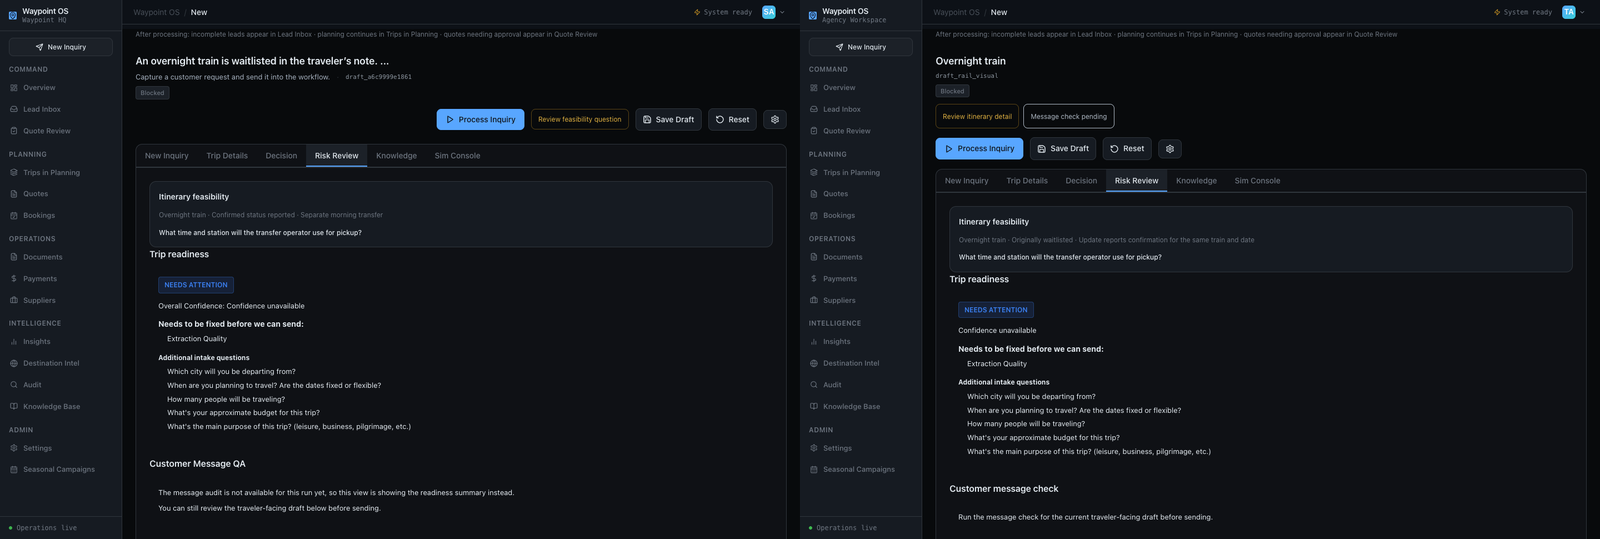 Waypoint OS
Waypoint HQ
New Inquiry
COMMAND
Overview
Lead Inbox
Quote Review
PLANNING
Trips in Planning
Quotes
Bookings
OPERATIONS
Documents
Payments
Suppliers
INTELLIGENCE
Insights
Destination Intel
Audit
Knowledge Base
ADMIN
Settings
Seasonal Campaigns
Operations live
Waypoint OS / New
System ready
SA
After processing: incomplete leads appear in Lead Inbox · planning continues in Trips in Planning · quotes needing approval appear in Quote Review
An overnight train is waitlisted in the traveler's note. ...
Capture a customer request and send it into the workflow. draft_a6c9999e1861
Blocked
Process Inquiry Review feasibility question Save Draft Reset
New Inquiry Trip Details Decision Risk Review Knowledge Sim Console
Itinerary feasibility
Overnight train · Confirmed status reported · Separate morning transfer
What time and station will the transfer operator use for pickup?
Trip readiness
NEEDS ATTENTION
Overall Confidence: Confidence unavailable
Needs to be fixed before we can send:
Extraction Quality
Additional intake questions
Which city will you be departing from?
When are you planning to travel? Are the dates fixed or flexible?
How many people will be traveling?
What's your approximate budget for this trip?
What's the main purpose of this trip? (leisure, business, pilgrimage, etc.)
Customer Message QA
The message audit is not available for this run yet, so this view is showing the readiness summary instead.
You can still review the traveler-facing draft below before sending.
Waypoint OS
Agency Workspace
New Inquiry
COMMAND
Overview
Lead Inbox
Quote Review
PLANNING
Trips in Planning
Quotes
Bookings
OPERATIONS
Documents
Payments
Suppliers
INTELLIGENCE
Insights
Destination Intel
Audit
Knowledge Base
ADMIN
Settings
Seasonal Campaigns
Operations live
Waypoint OS / New
System ready
TA
After processing: incomplete leads appear in Lead Inbox · planning continues in Trips in Planning · quotes needing approval appear in Quote Review
Overnight train
draft_rail_visual
Blocked
Review itinerary detail Message check pending
Process Inquiry Save Draft Reset
New Inquiry Trip Details Decision Risk Review Knowledge Sim Console
Itinerary feasibility
Overnight train · Originally waitlisted · Update reports confirmation for the same train and date
What time and station will the transfer operator use for pickup?
Trip readiness
NEEDS ATTENTION
Confidence unavailable
Needs to be fixed before we can send:
Extraction Quality
Additional intake questions
Which city will you be departing from?
When are you planning to travel? Are the dates fixed or flexible?
How many people will be traveling?
What's your approximate budget for this trip?
What's the main purpose of this trip? (leisure, business, pilgrimage, etc.)
Customer message check
Run the message check for the current traveler-facing draft before sending.